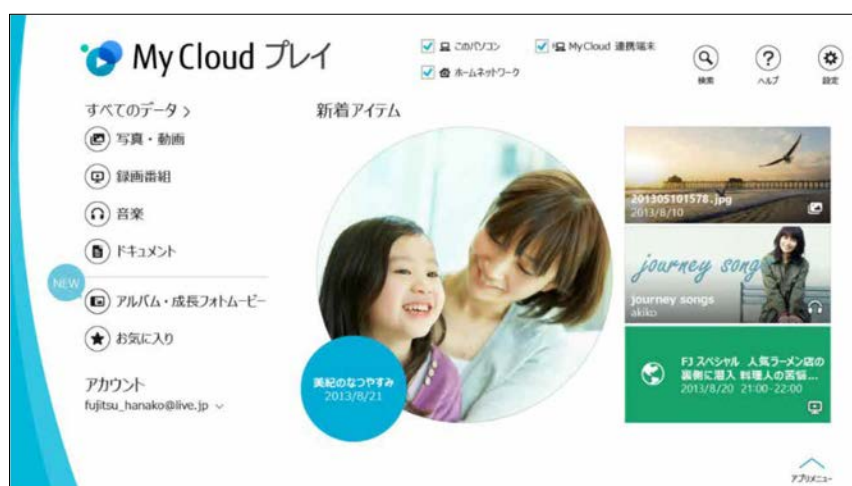 My Cloud プレイ
このパソコン
My Cloud 連携端末
ホームネットワーク
検索
ヘルプ
設定
すべてのデータ >
写真・動画
録画番組
音楽
ドキュメント
NEW
アルバム・成長フォトムービー
お気に入り
アカウント
fujitsu_hanako@live.jp
新着アイテム
美紀のなつやすみ
2013/8/21
201305101578.jpg
2013/8/10
journey songs
journey songs
akiko
FJ スペシャル 人気ラーメン店の
裏側に潜入 料理人の苦悩...
2013/8/20 21:00-22:00
アプリメニュー